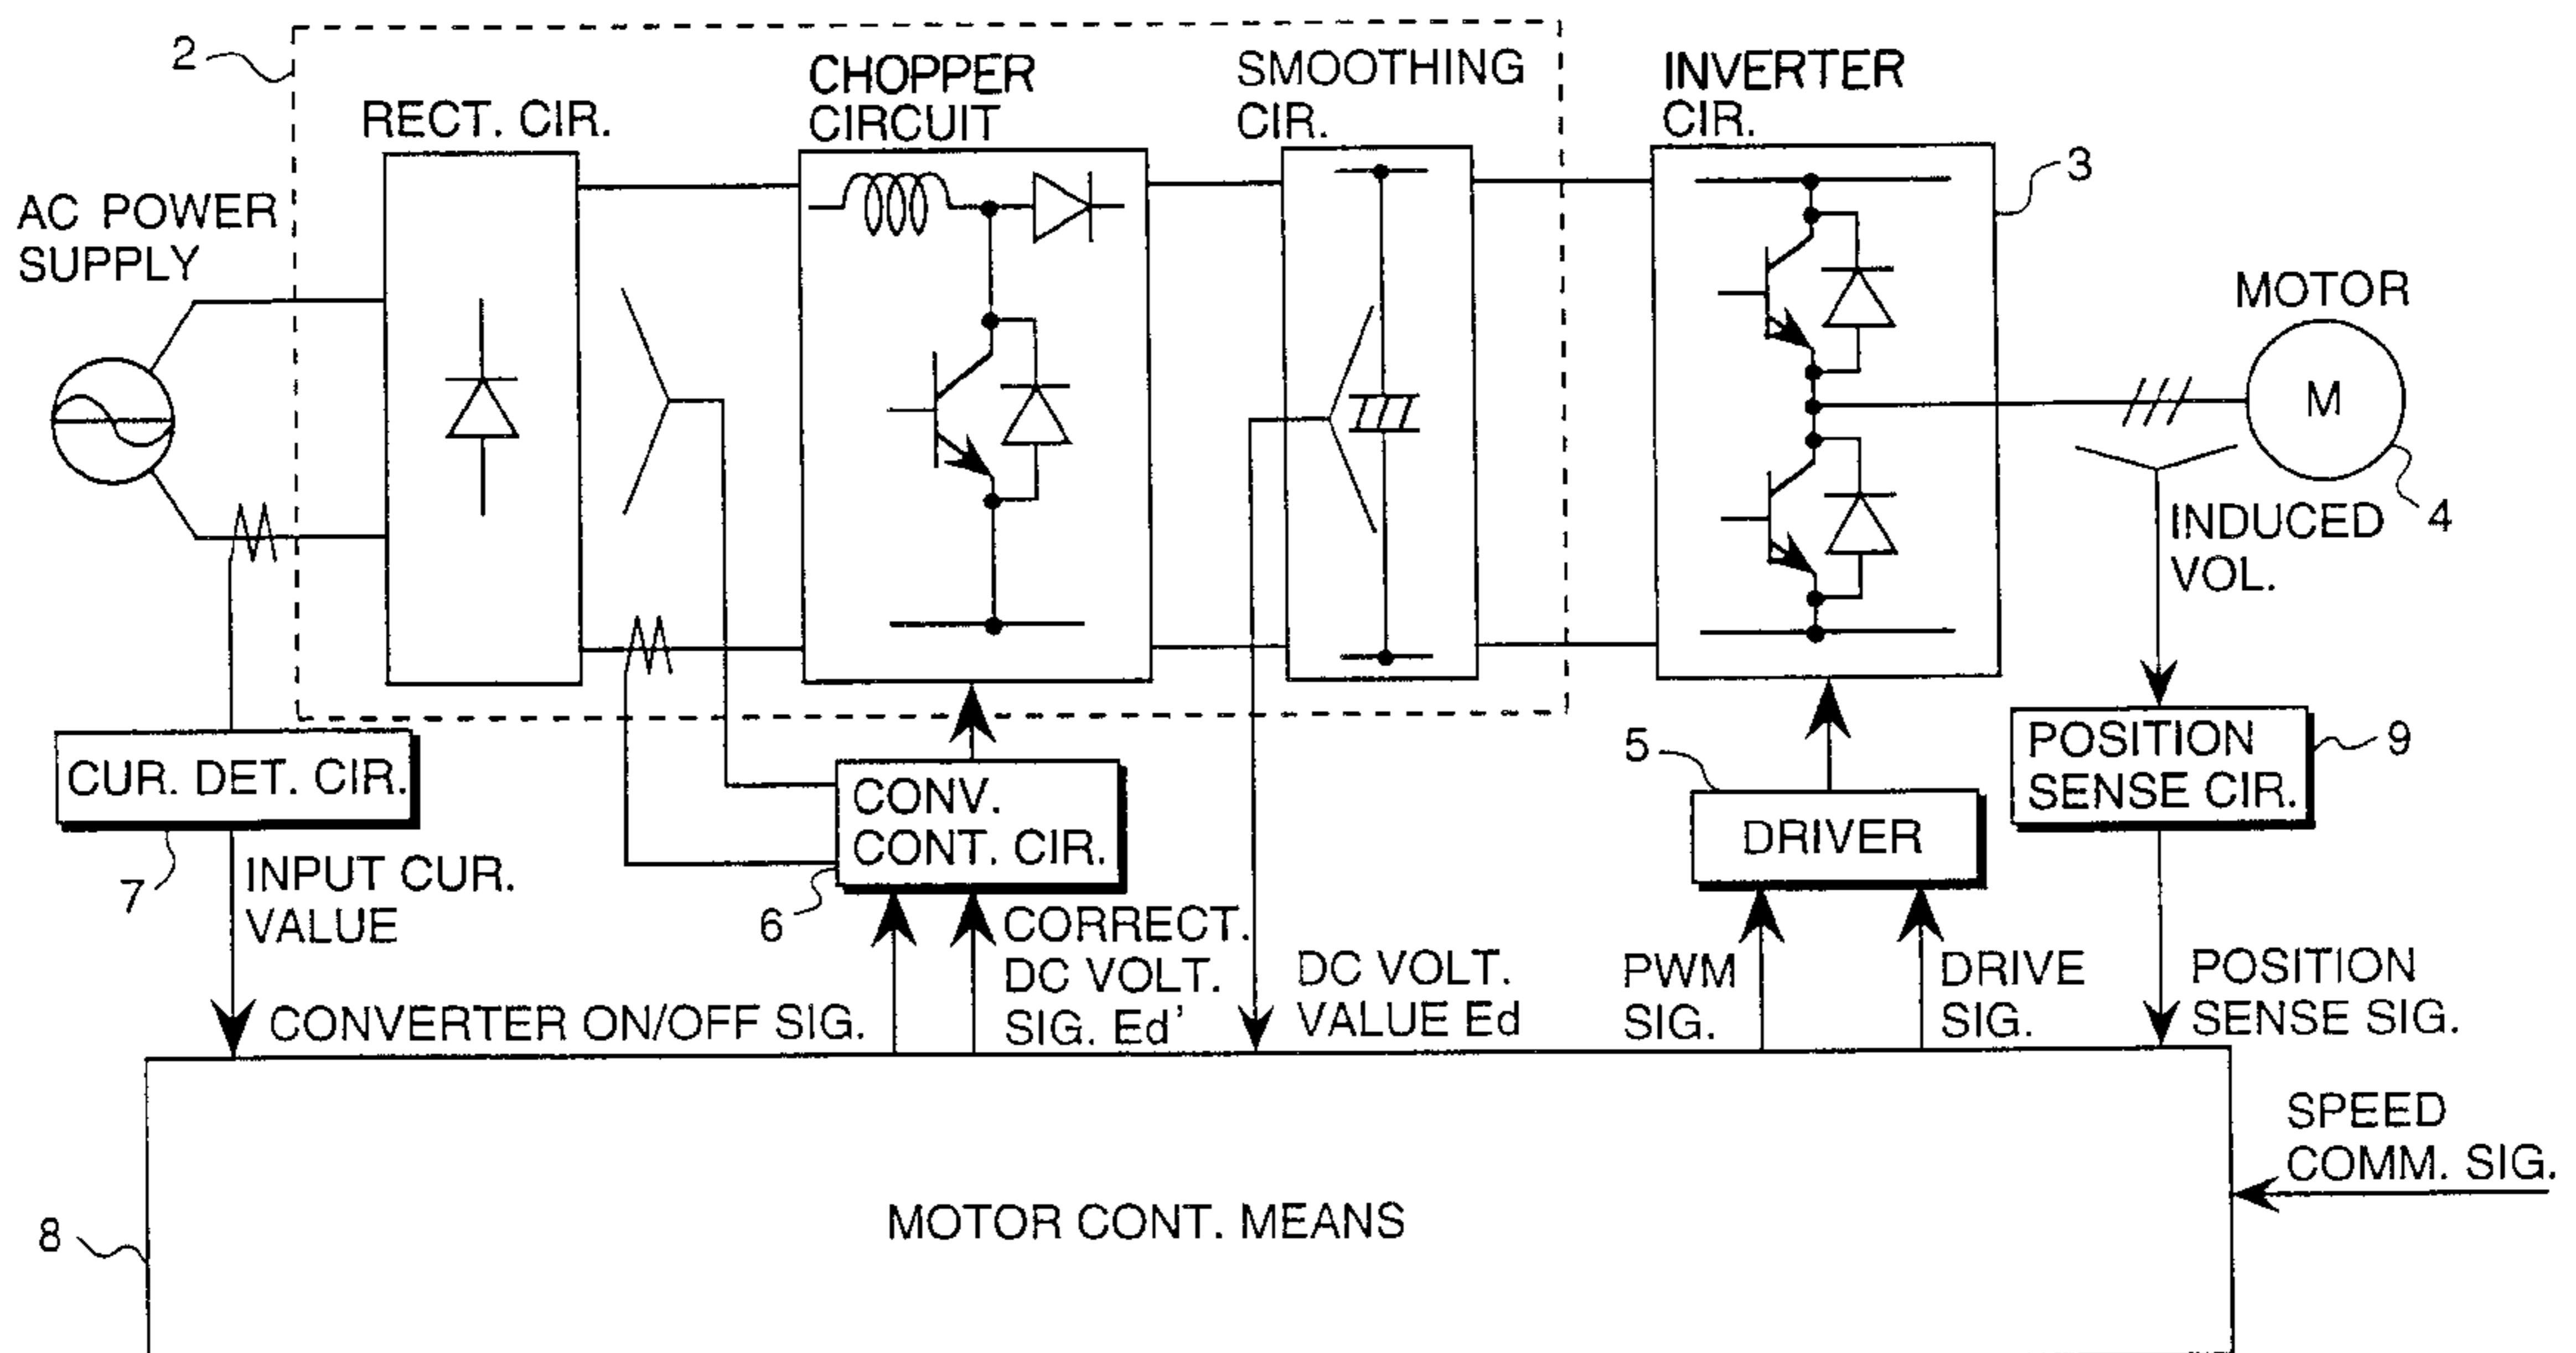 2
RECT. CIR.
CHOPPER
CIRCUIT
SMOOTHING
CIR.
INVERTER
CIR.
3
AC POWER
SUPPLY
MOTOR
M
4
INDUCED
VOL.
CUR. DET. CIR.
7
INPUT CUR.
VALUE
CONV.
CONT. CIR.
6
5
DRIVER
POSITION
SENSE CIR.
9
CONVERTER ON/OFF SIG.
CORRECT.
DC VOLT.
SIG. Ed'
DC VOLT.
VALUE Ed
PWM
SIG.
DRIVE
SIG.
POSITION
SENSE SIG.
SPEED
COMM. SIG.
8
MOTOR CONT. MEANS